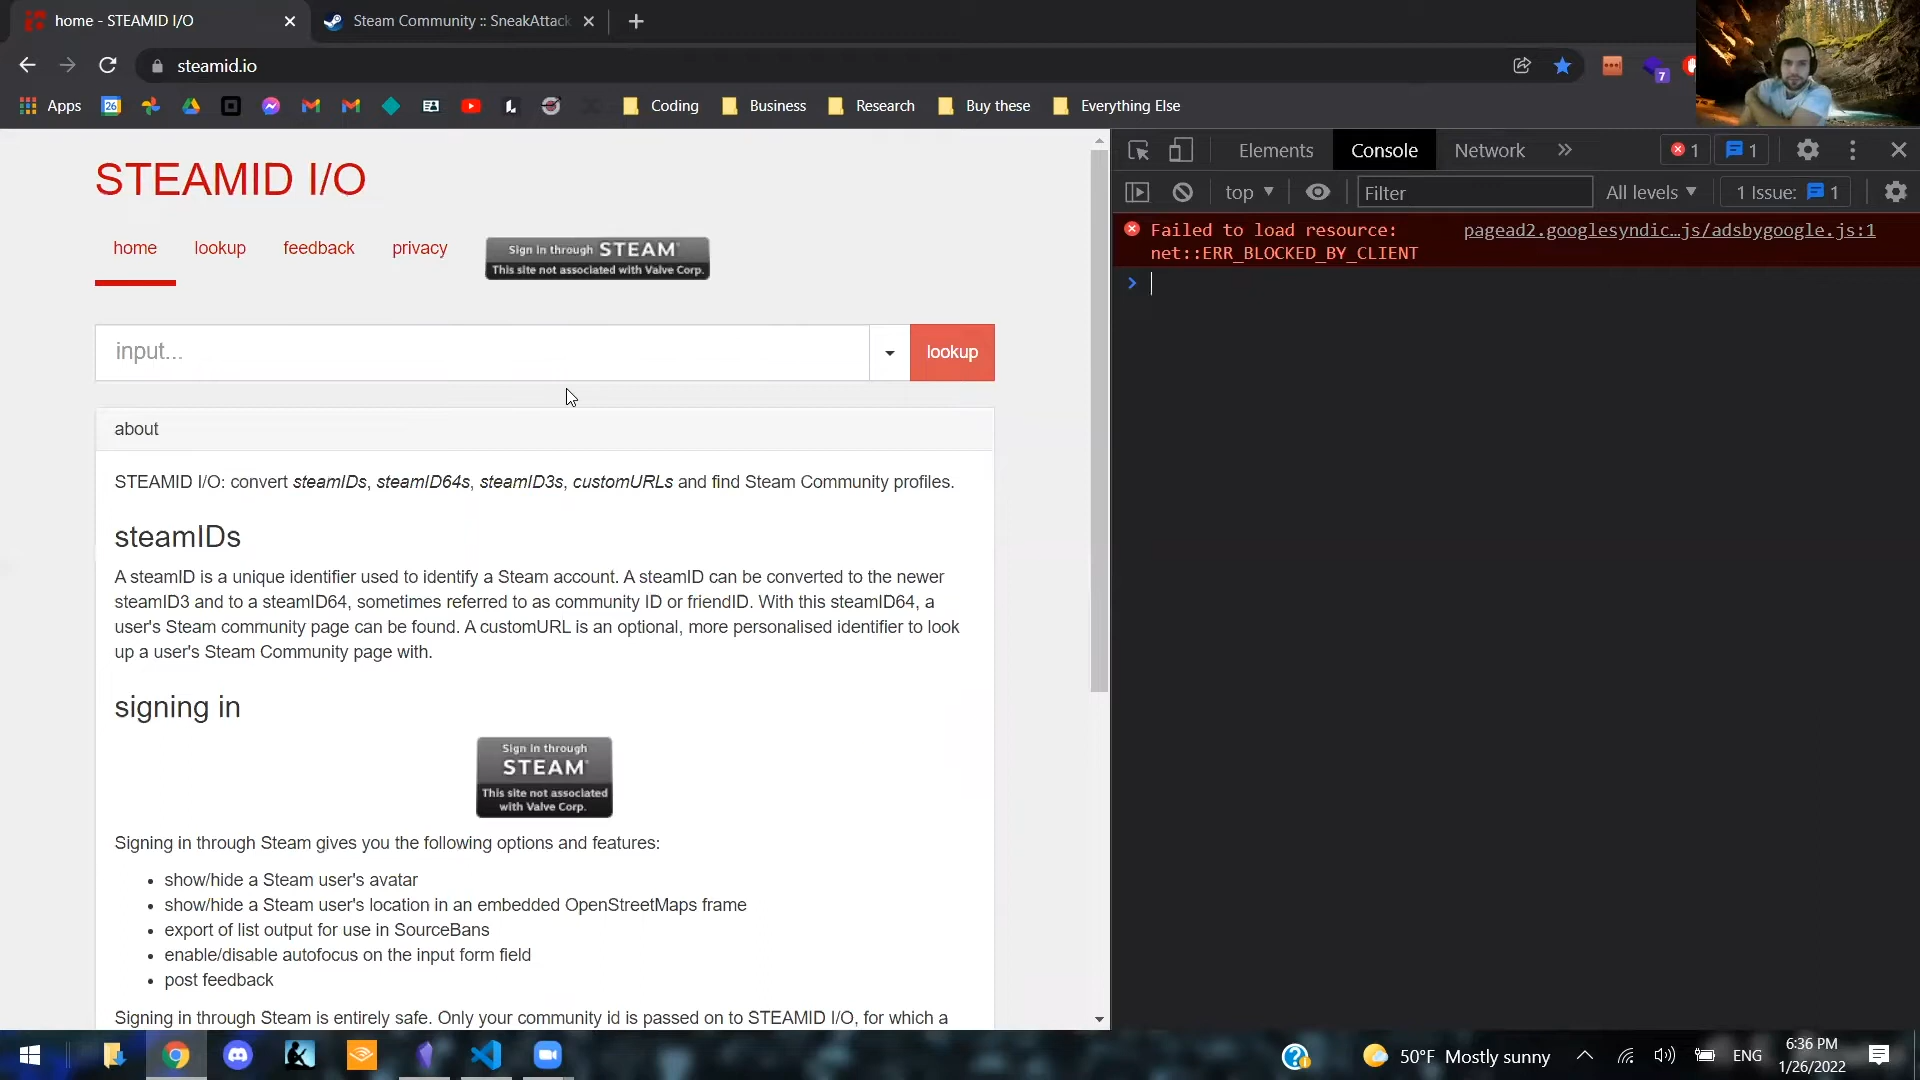 home - STEAMID I/O
Steam Community :: SneakAttack
steamid.io
7
Apps
26
Coding
Business
Research
Buy these
Everything Else
STEAMID I/O
home
lookup
feedback
privacy
Sign in through STEAM
This site not associated with Valve Corp.
input...
lookup
about
STEAMID I/O: convert steamIDs, steamID64s, steamID3s, customURLs and find Steam Community profiles.
steamIDs
A steamID is a unique identifier used to identify a Steam account. A steamID can be converted to the newer
steamID3 and to a steamID64, sometimes referred to as community ID or friendID. With this steamID64, a
user's Steam community page can be found. A customURL is an optional, more personalised identifier to look
up a user's Steam Community page with.
signing in
Sign in through
STEAM
This site not associated
with Valve Corp.
Signing in through Steam gives you the following options and features:
• show/hide a Steam user's avatar
• show/hide a Steam user's location in an embedded OpenStreetMaps frame
• export of list output for use in SourceBans
• enable/disable autofocus on the input form field
• post feedback
Signing in through Steam is entirely safe. Only your community id is passed on to STEAMID I/O, for which a
Elements
Console
Network
1
1
top
Filter
All levels
1 Issue: 1
Failed to load resource: pagead2.googlesyndic…js/adsbygoogle.js:1
net::ERR_BLOCKED_BY_CLIENT
50°F Mostly sunny
ENG
6:36 PM
1/26/2022